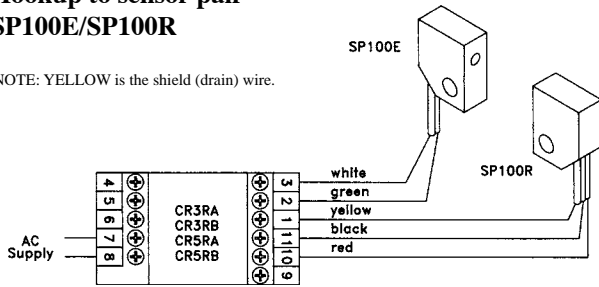 Hookup to sensor pair
SP100E/SP100R
NOTE: YELLOW is the shield (drain) wire.
SP100E
SP100R
white
green
yellow
black
red
4
5
6
7
8
CR3RA
CR3RB
CR5RA
CR5RB
3
2
1
11
10
9
AC
Supply